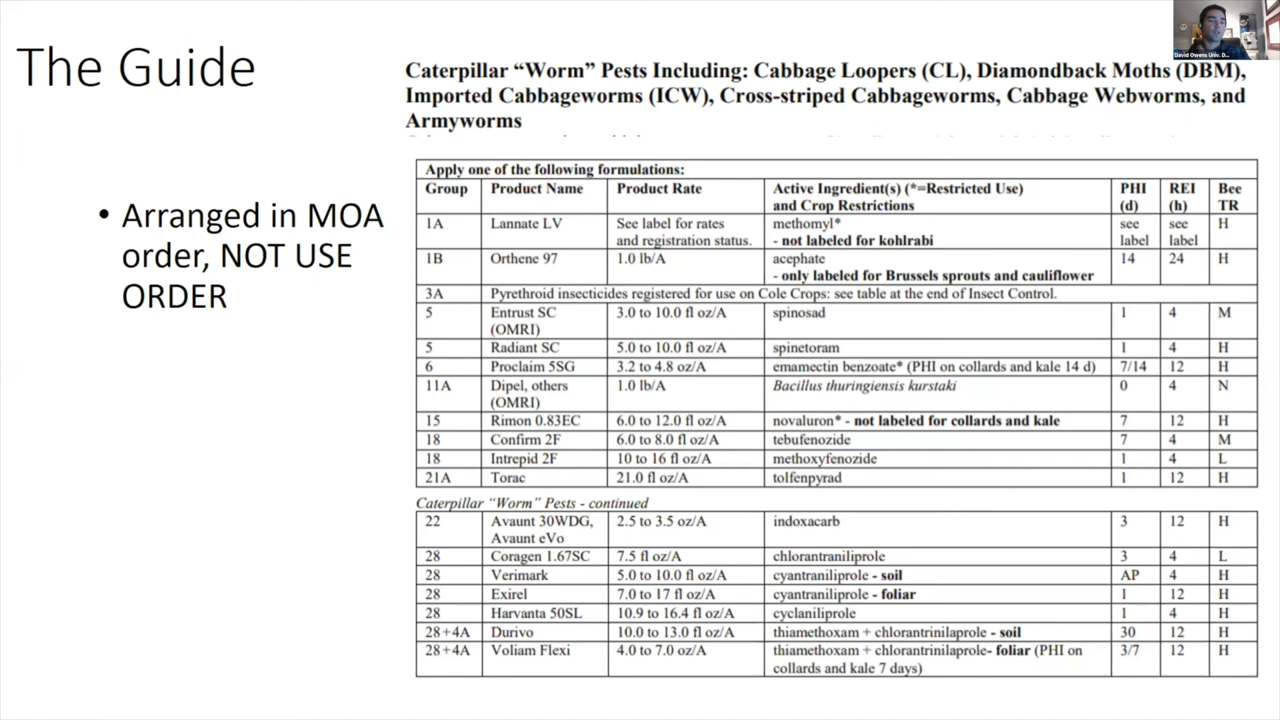 The Guide
• Arranged in MOA
order, NOT USE
ORDER
David Owens Univ. D...
Caterpillar “Worm” Pests Including: Cabbage Loopers (CL), Diamondback Moths (DBM),
Imported Cabbageworms (ICW), Cross-striped Cabbageworms, Cabbage Webworms, and
Armyworms
Apply one of the following formulations:
Group Product Name Product Rate Active Ingredient(s) (*=Restricted Use) PHI REI Bee
and Crop Restrictions (d) (h) TR
1A Lannate LV See label for rates methomyl* see see H
and registration status. - not labeled for kohlrabi label label
1B Orthene 97 1.0 lb/A acephate 14 24 H
- only labeled for Brussels sprouts and cauliflower
3A Pyrethroid insecticides registered for use on Cole Crops: see table at the end of Insect Control.
5 Entrust SC 3.0 to 10.0 fl oz/A spinosad 1 4 M
(OMRI)
5 Radiant SC 5.0 to 10.0 fl oz/A spinetoram 1 4 H
6 Proclaim 5SG 3.2 to 4.8 oz/A emamectin benzoate* (PHI on collards and kale 14 d) 7/14 12 H
11A Dipel, others 1.0 lb/A Bacillus thuringiensis kurstaki 0 4 N
(OMRI)
15 Rimon 0.83EC 6.0 to 12.0 fl oz/A novaluron* - not labeled for collards and kale 7 12 H
18 Confirm 2F 6.0 to 8.0 fl oz/A tebufenozide 7 4 M
18 Intrepid 2F 10 to 16 fl oz/A methoxyfenozide 1 4 L
21A Torac 21.0 fl oz/A tolfenpyrad 1 12 H
Caterpillar “Worm” Pests - continued
22 Avaunt 30WDG, 2.5 to 3.5 oz/A indoxacarb 3 12 H
Avaunt eVo
28 Coragen 1.67SC 7.5 fl oz/A chlorantraniliprole 3 4 L
28 Verimark 5.0 to 10.0 fl oz/A cyantraniliprole - soil AP 4 H
28 Exirel 7.0 to 17 fl oz/A cyantraniliprole - foliar 1 12 H
28 Harvanta 50SL 10.9 to 16.4 fl oz/A cyclaniliprole 1 4 H
28+4A Durivo 10.0 to 13.0 fl oz/A thiamethoxam + chlorantrinilaprole - soil 30 12 H
28+4A Voliam Flexi 4.0 to 7.0 oz/A thiamethoxam + chlorantrinilaprole- foliar (PHI on 3/7 12 H
collards and kale 7 days)